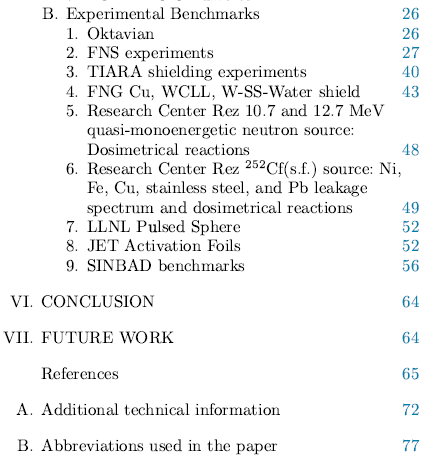 B. Experimental Benchmarks 26
1. Oktavian 26
2. FNS experiments 27
3. TIARA shielding experiments 40
4. FNG Cu, WCLL, W-SS-Water shield 43
5. Research Center Rez 10.7 and 12.7 MeV
quasi-monoenergetic neutron source:
Dosimetrical reactions 48
6. Research Center Rez ²⁵²Cf(s.f.) source: Ni,
Fe, Cu, stainless steel, and Pb leakage
spectrum and dosimetrical reactions 49
7. LLNL Pulsed Sphere 52
8. JET Activation Foils 52
9. SINBAD benchmarks 56
VI. CONCLUSION 64
VII. FUTURE WORK 64
References 65
A. Additional technical information 72
B. Abbreviations used in the paper 77